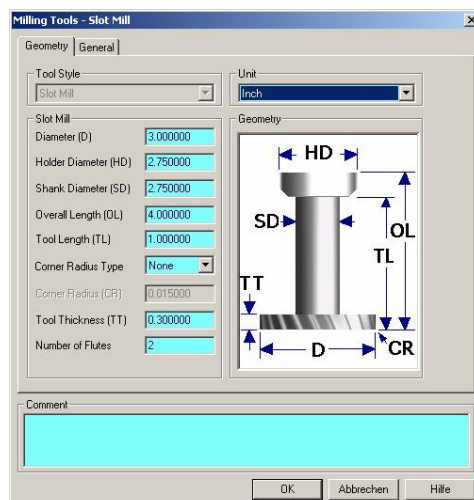 Milling Tools - Slot Mill
Geometry General
Tool Style
Slot Mill
Unit
Inch
Slot Mill
Diameter (D) 3.000000
Holder Diameter (HD) 2.750000
Shank Diameter (SD) 2.750000
Overall Length (OL) 4.000000
Tool Length (TL) 1.000000
Corner Radius Type None
Corner Radius (CR) 0.015000
Tool Thickness (TT) 0.300000
Number of Flutes 2
Geometry
HD
SD
OL
TL
TT
D
CR
Comment
OK Abbrechen Hilfe